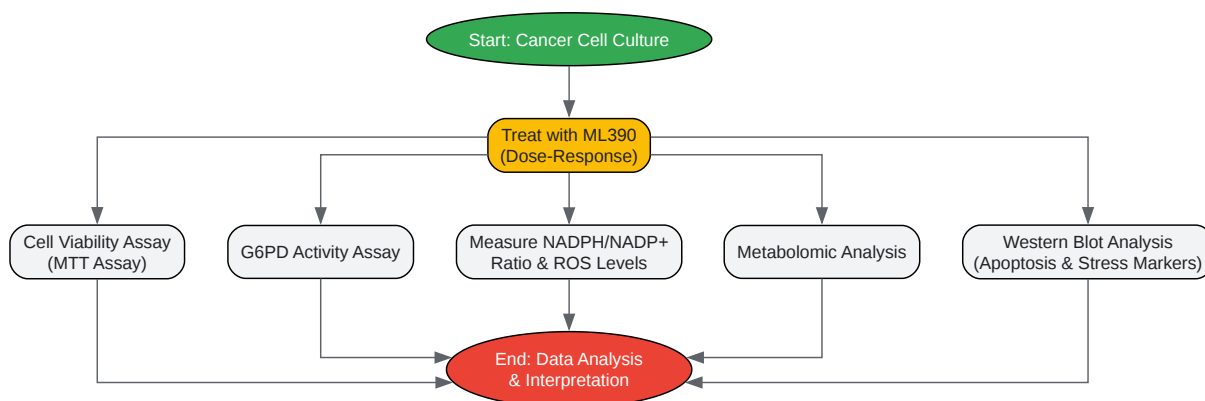 Start: Cancer Cell Culture
Treat with ML390
(Dose-Response)
Cell Viability Assay
(MTT Assay)
G6PD Activity Assay
Measure NADPH/NADP+
Ratio & ROS Levels
Metabolomic Analysis
Western Blot Analysis
(Apoptosis & Stress Markers)
End: Data Analysis
& Interpretation